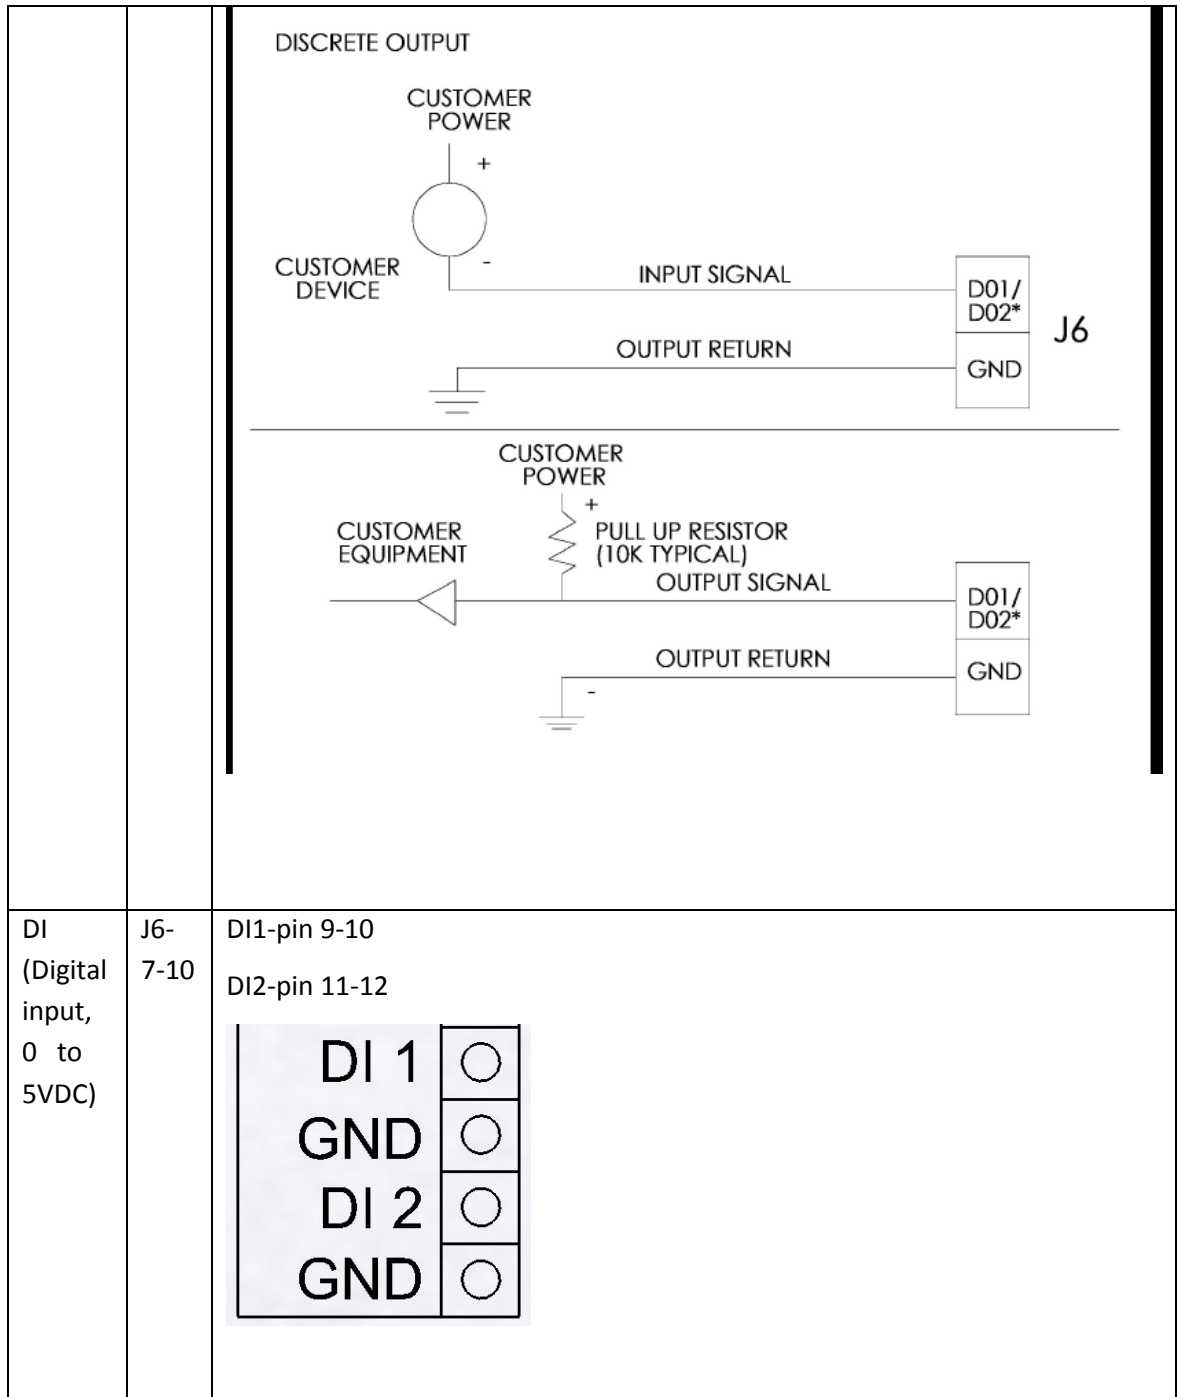 DISCRETE OUTPUT
CUSTOMER
POWER
+
-
CUSTOMER
DEVICE
INPUT SIGNAL
D01/
D02*
J6
OUTPUT RETURN
GND
CUSTOMER
POWER
+
CUSTOMER
EQUIPMENT
PULL UP RESISTOR
(10K TYPICAL)
OUTPUT SIGNAL
D01/
D02*
OUTPUT RETURN
GND
-
DI
(Digital
input,
0 to
5VDC)
J6-
7-10
DI1-pin 9-10
DI2-pin 11-12
DI 1
GND
DI 2
GND